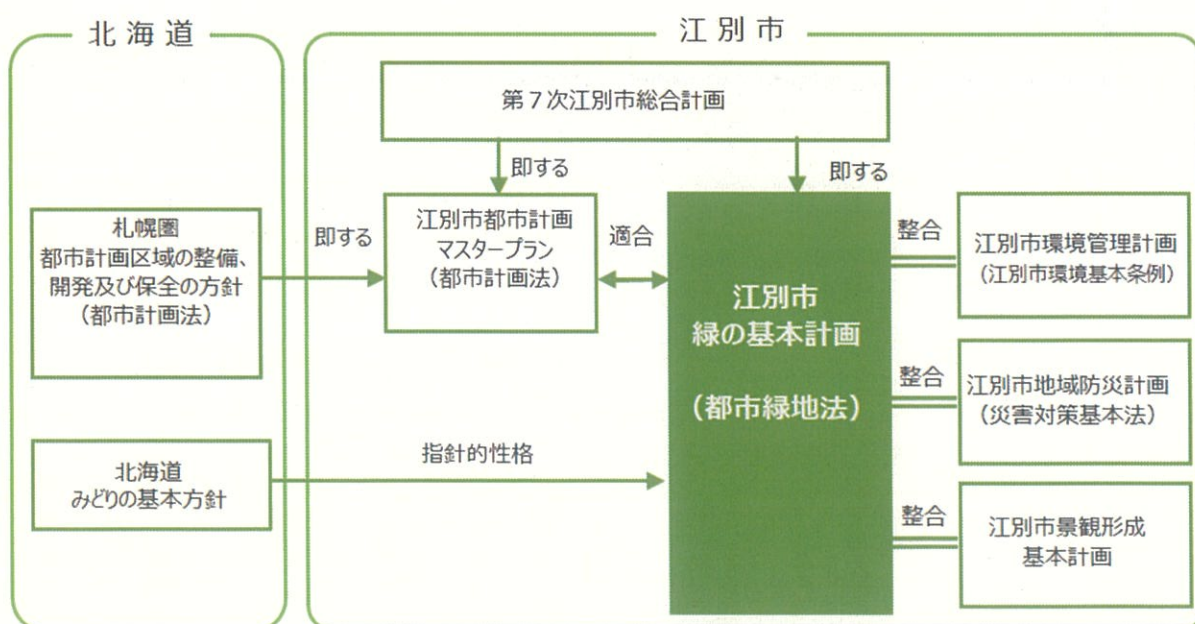 北海道
江別市
第７次江別市総合計画
即する
即する
札幌圏
都市計画区域の整備、
開発及び保全の方針
（都市計画法）
即する
江別市都市計画
マスタープラン
（都市計画法）
適合
江別市
緑の基本計画
（都市緑地法）
整合
江別市環境管理計画
（江別市環境基本条例）
整合
江別市地域防災計画
（災害対策基本法）
北海道
みどりの基本方針
指針的性格
整合
江別市景観形成
基本計画